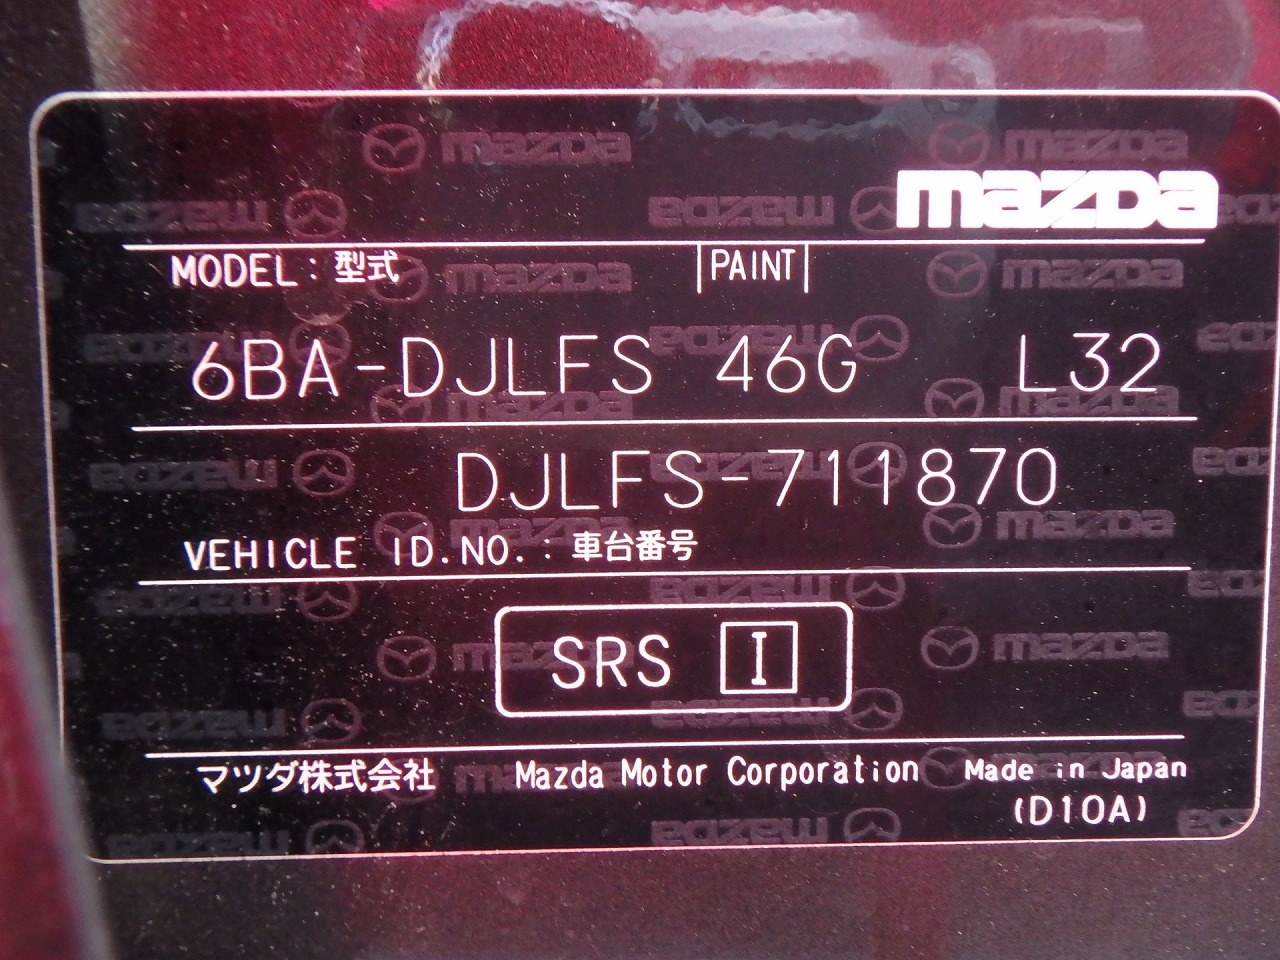 mazda
MODEL : 型式 PAINT
6BA-DJLFS 46G L32
DJLFS-711870
VEHICLE ID.NO. : 車台番号
SRS I
マツダ株式会社 Mazda Motor Corporation Made in Japan
(D10A)